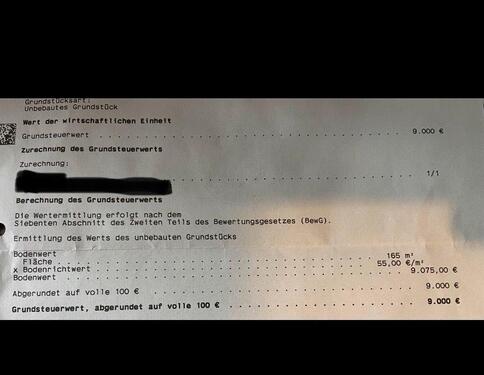 Grundstücksart:
Unbebautes Grundstück
Wert der wirtschaftlichen Einheit
Grundsteuerwert . . . . . . . . . . . . . . . . . . . . . . . . . . . . . . 9.000 €
Zurechnung des Grundsteuerwerts
Zurechnung:
. . . . . . . . . . . . . . . . . . . . . . 1/1
Berechnung des Grundsteuerwerts
Die Wertermittlung erfolgt nach dem
Siebenten Abschnitt des Zweiten Teils des Bewertungsgesetzes (BewG).
Ermittlung des Werts des unbebauten Grundstücks
Bodenwert
Fläche . . . . . . . . . . . . . . . . . . . . . . . . . . . . 165 m²
x Bodenrichtwert . . . . . . . . . . . . . . . . . . . . . . . . 55,00 €/m²
Bodenwert . . . . . . . . . . . . . . . . . . . . . . . . . . . . 9.075,00 €
Abgerundet auf volle 100 € . . . . . . . . . . . . . . . . . . . . . . 9.000 €
Grundsteuerwert, abgerundet auf volle 100 € . . . . . . . . . . . . . . 9.000 €